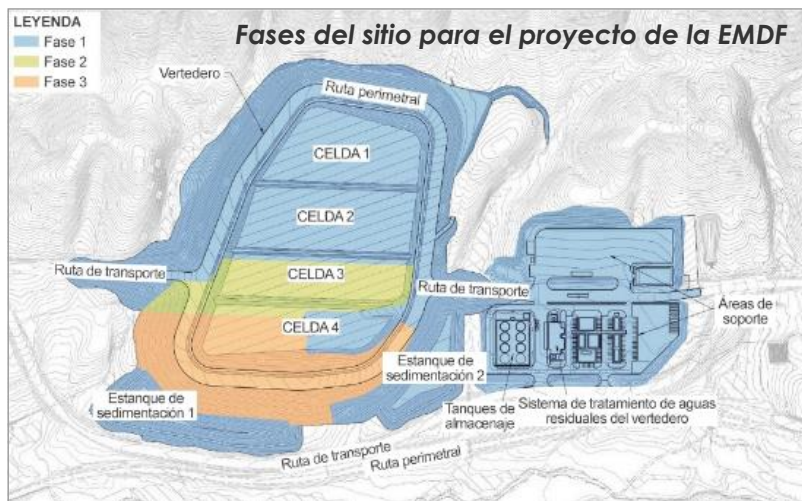 LEYENDA
Fase 1
Fase 2
Fase 3
Fases del sitio para el proyecto de la EMDF
Vertedero
Ruta perimetral
CELDA 1
CELDA 2
CELDA 3
CELDA 4
Ruta de transporte
Ruta de transporte
Áreas de
soporte
Estanque de
sedimentación 2
Estanque de
sedimentación 1
Tanques de
almacenaje
Sistema de tratamiento de aguas
residuales del vertedero
Ruta de transporte
Ruta perimetral